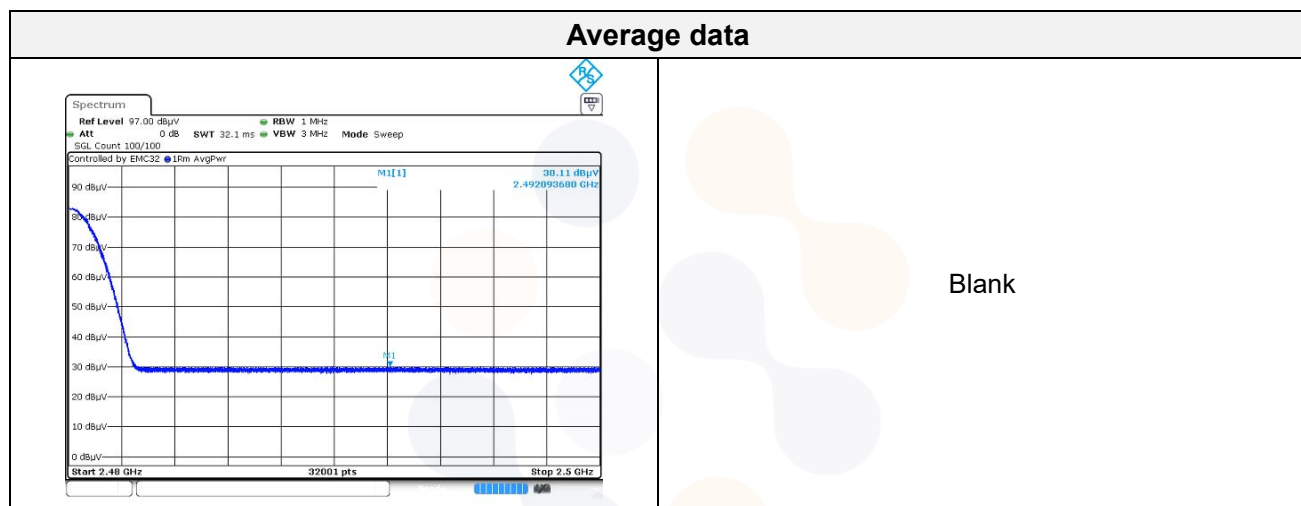 Average data
R S
Spectrum
Ref Level 97.00 dBµV RBW 1 MHz
Att 0 dB SWT 32.1 ms VBW 3 MHz Mode Sweep
SGL Count 100/100
Controlled by EMC32 1Rm AvgPwr
M1[1] 30.11 dBµV
2.492093680 GHz
90 dBµV
80 dBµV
70 dBµV
60 dBµV
50 dBµV
40 dBµV
M1
30 dBµV
20 dBµV
10 dBµV
0 dBµV
Start 2.48 GHz 32001 pts Stop 2.5 GHz
Blank